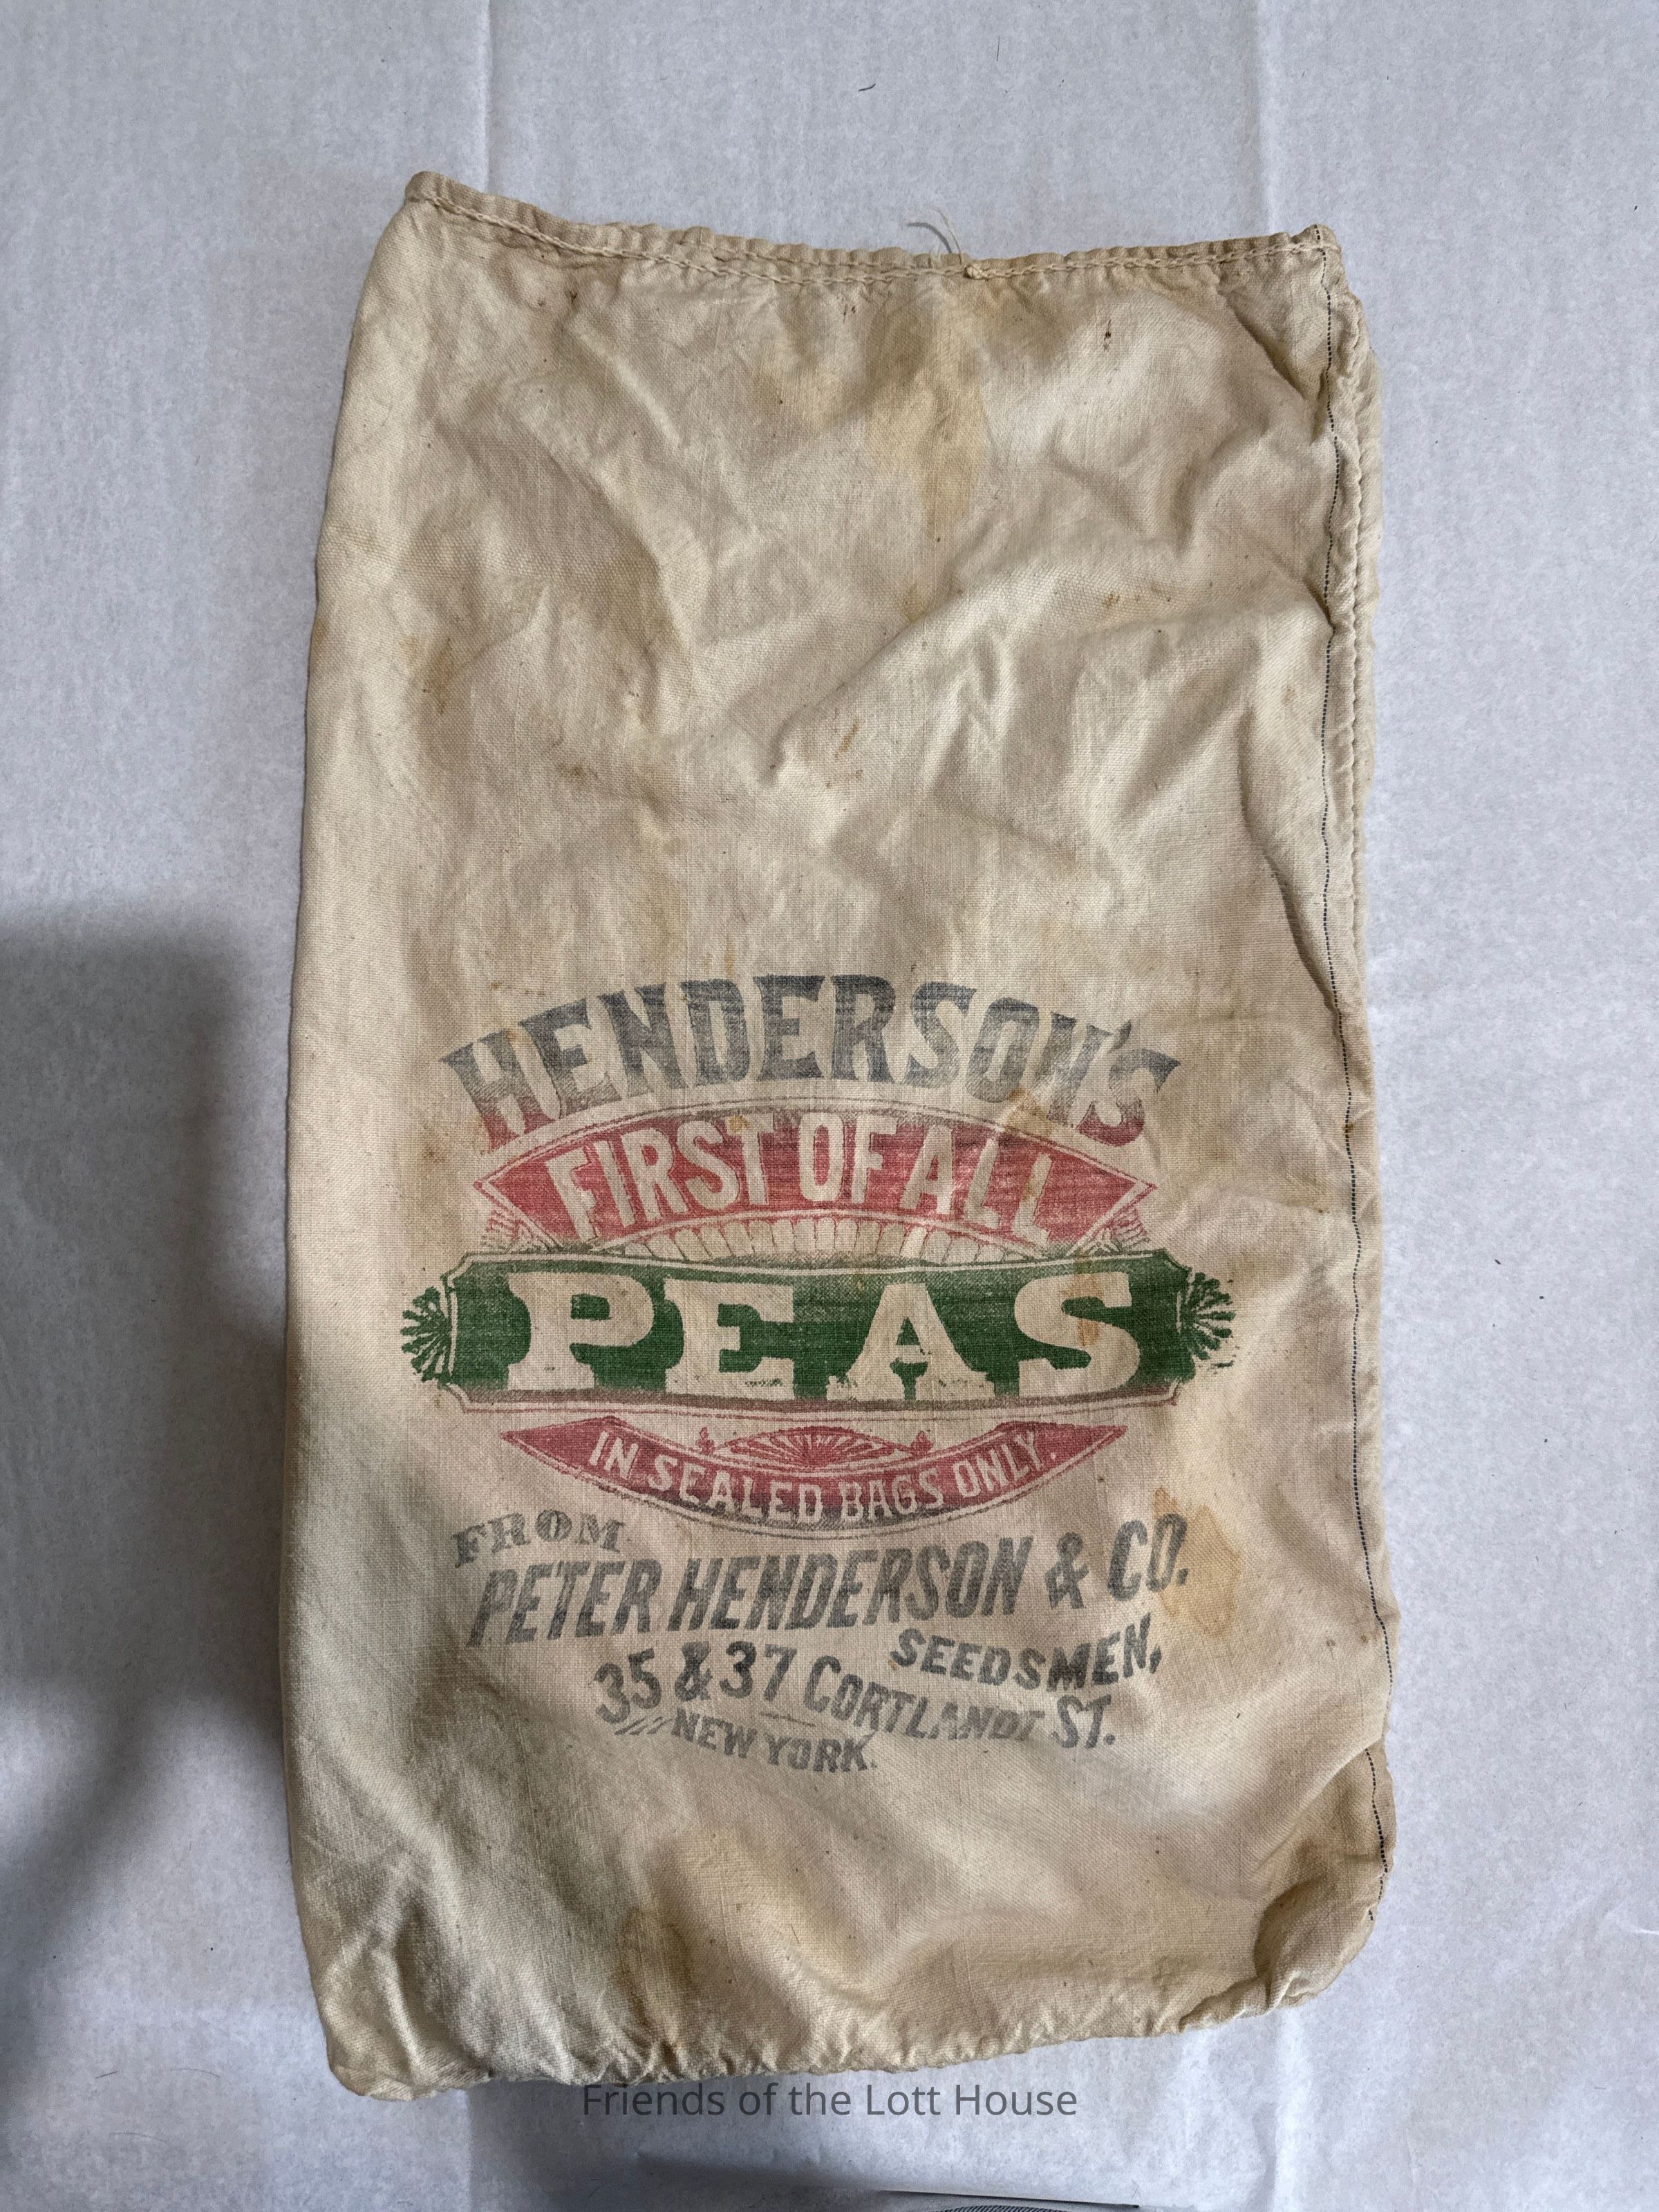 HENDERSON'S
FIRST OF ALL
PEAS
IN SEALED BAGS ONLY.
FROM
PETER HENDERSON & CO.
SEEDSMEN,
35 & 37 CORTLANDT ST.
NEW YORK.
Friends of the Lott House